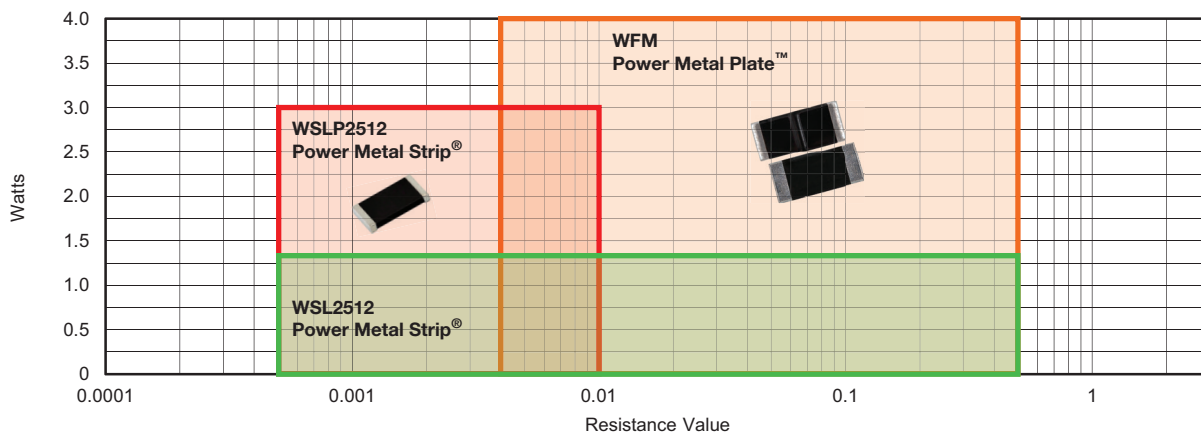 4.0
3.5
3.0
2.5
2.0
1.5
1.0
0.5
0
Watts
WFM
Power Metal Plate™
WSLP2512
Power Metal Strip®
WSL2512
Power Metal Strip®
0.0001
0.001
0.01
0.1
1
Resistance Value